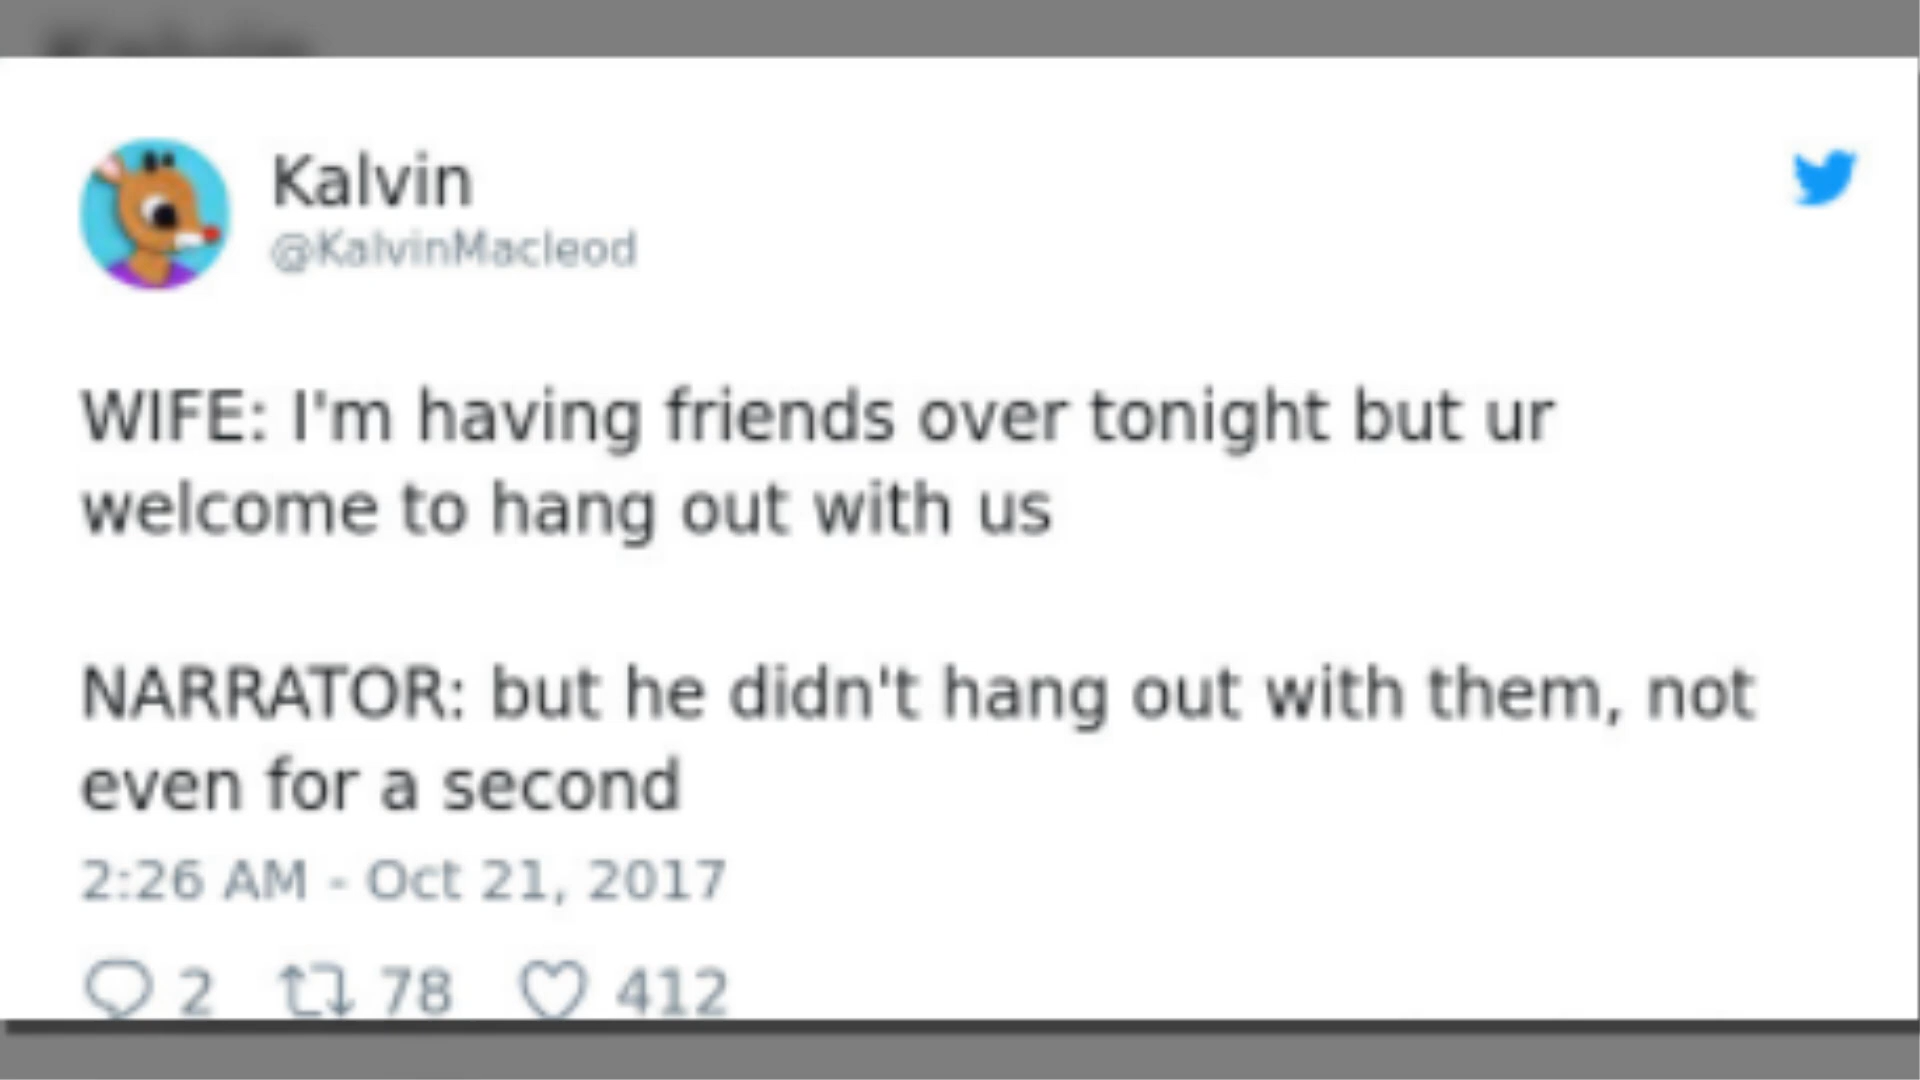 Kalvin
@KalvinMacleod
WIFE: I'm having friends over tonight but ur
welcome to hang out with us
NARRATOR: but he didn't hang out with them, not
even for a second
2:26 AM - Oct 21, 2017
2 78 412